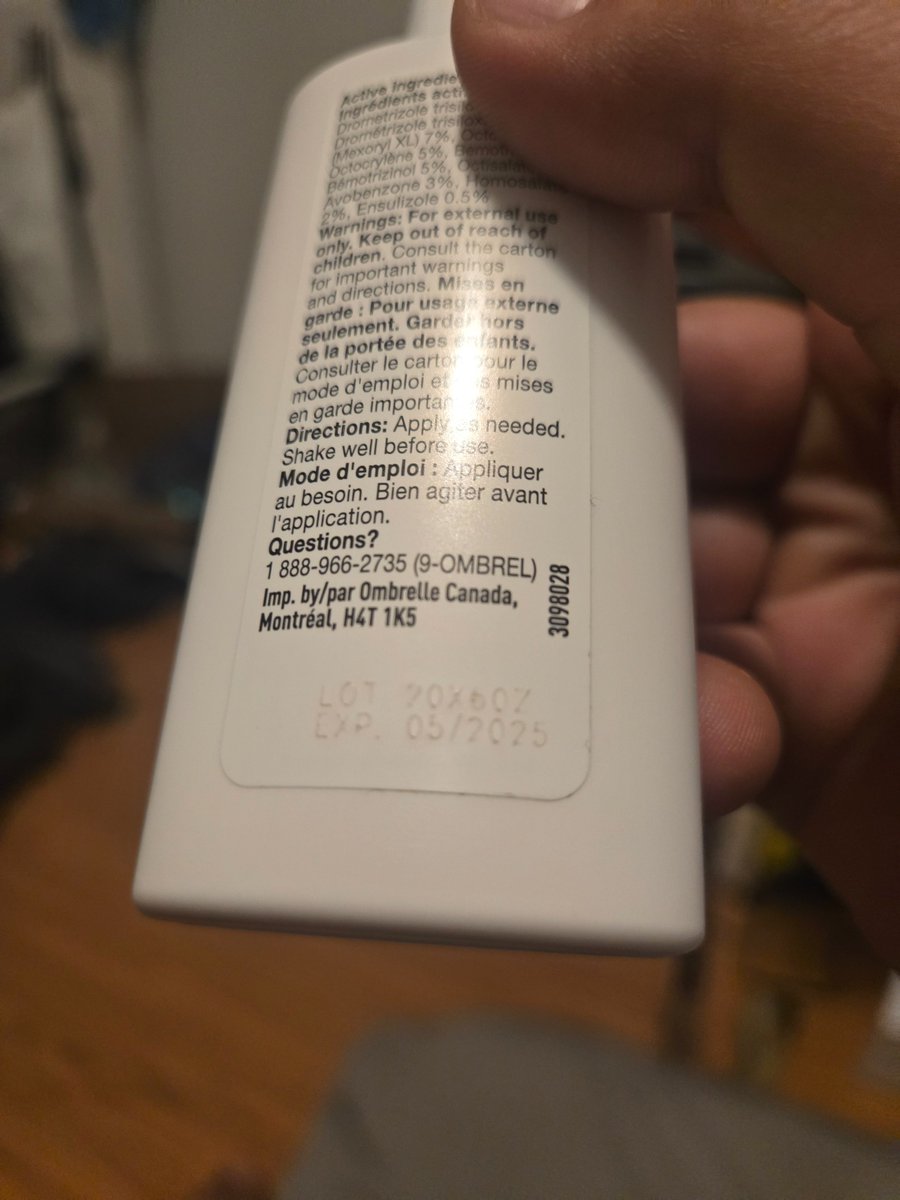 Active Ingredie
Ingrédients acti
Drometrizole trisilo
Drométrizole trisilox
(Mexoryl XL) 7%, Octo
Octocrylène 5%, Bemot
Bémotrizinol 5%, Octisalat
Avobenzone 3%, Homosala
2%, Ensulizole 0.5%
Warnings: For external use
only. Keep out of reach of
children. Consult the carton
for important warnings
and directions. Mises en
garde : Pour usage externe
seulement. Garder hors
de la portée des enfants.
Consulter le carton pour le
mode d'emploi et les mises
en garde importantes.
Directions: Apply as needed.
Shake well before use.
Mode d'emploi : Appliquer
au besoin. Bien agiter avant
l'application.
Questions?
1 888-966-2735 (9-OMBREL)
Imp. by/par Ombrelle Canada,
Montréal, H4T 1K5
3098028
LOT
EXP. 05/2025